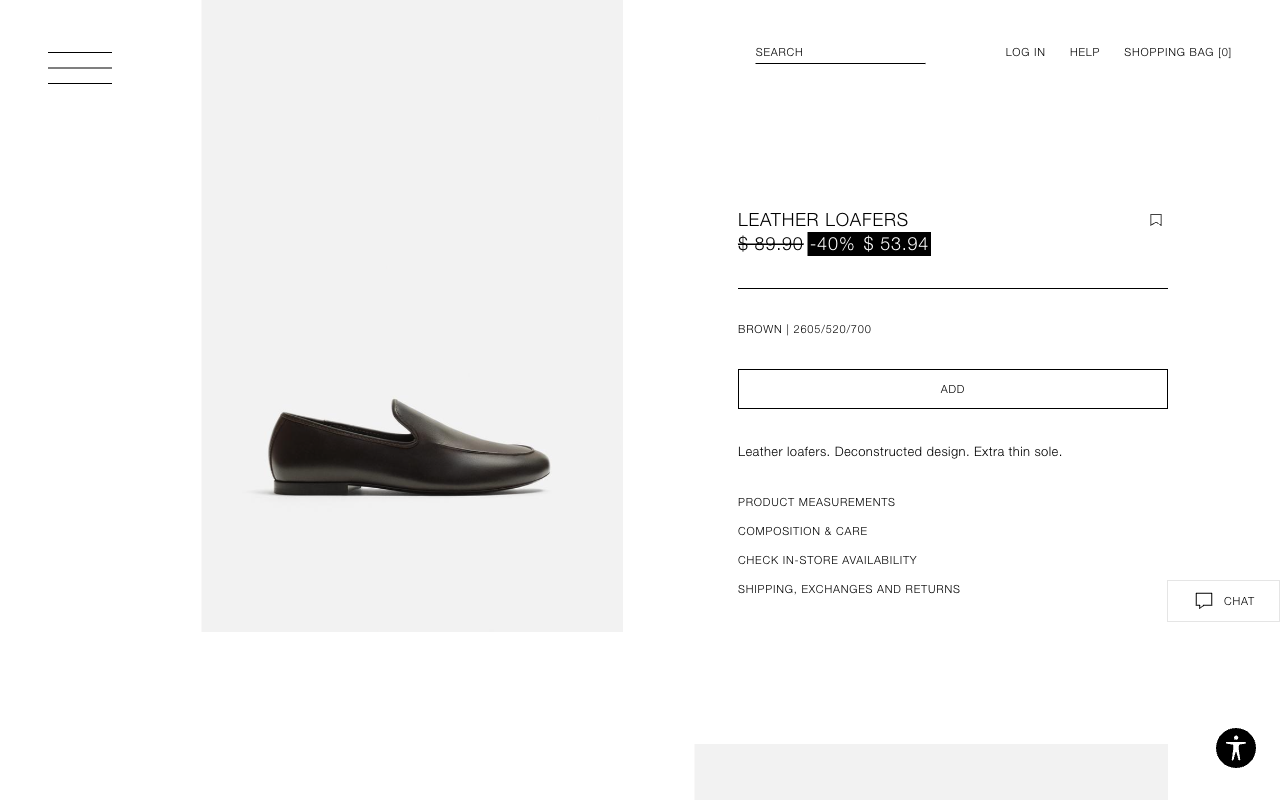 SEARCH
LOG IN
HELP
SHOPPING BAG [0]
LEATHER LOAFERS
$ 89.90 -40% $ 53.94
BROWN | 2605/520/700
ADD
Leather loafers. Deconstructed design. Extra thin sole.
PRODUCT MEASUREMENTS
COMPOSITION & CARE
CHECK IN-STORE AVAILABILITY
SHIPPING, EXCHANGES AND RETURNS
CHAT